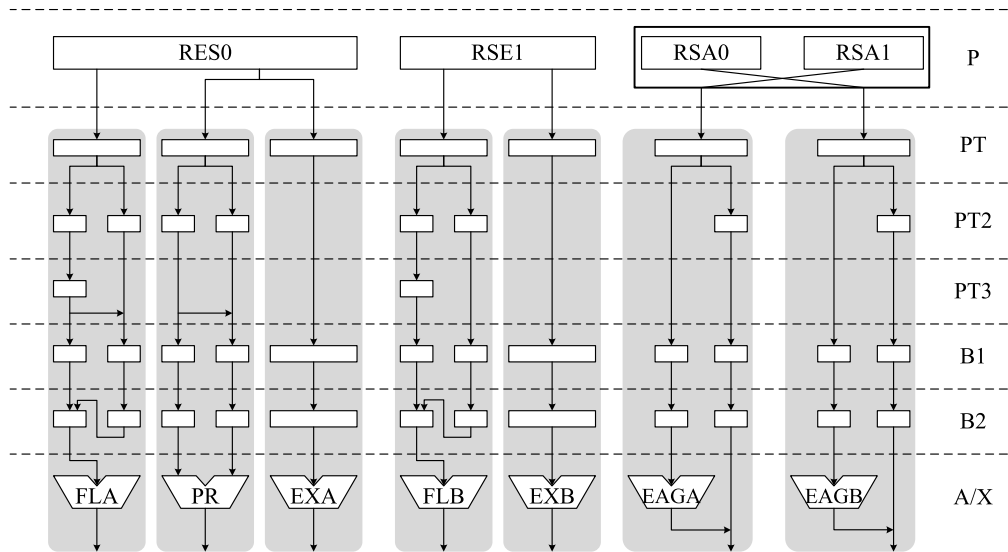 RES0 RSE1 RSA0 RSA1 P
PT
PT2
PT3
B1
B2
FLA PR EXA FLB EXB EAGA EAGB A/X